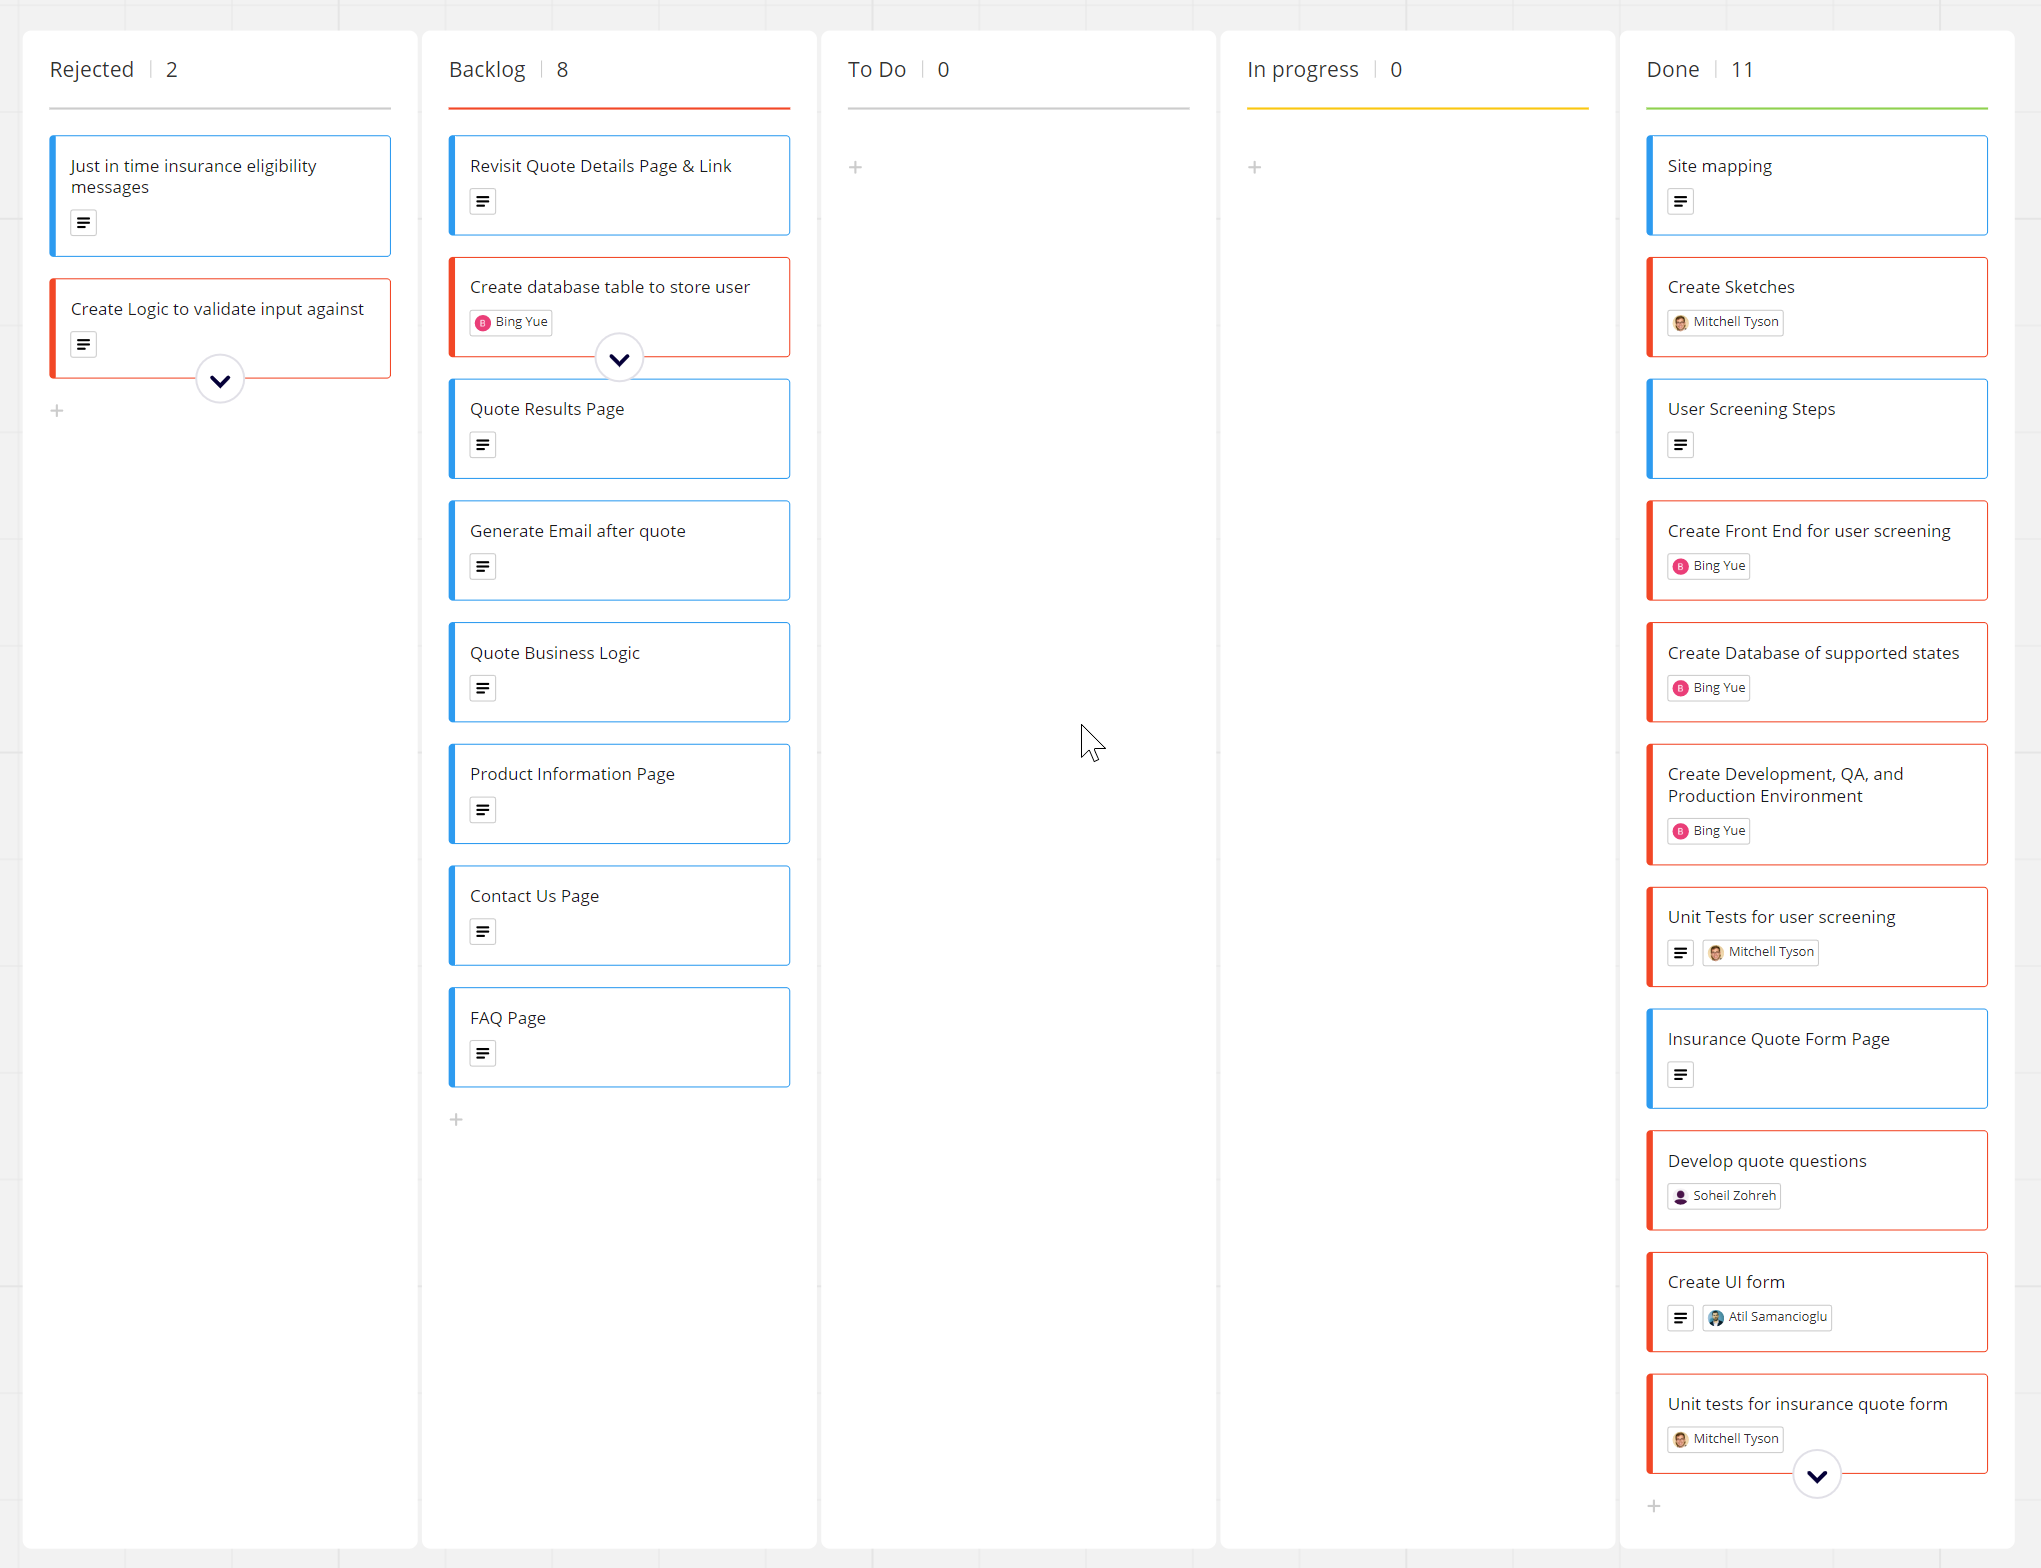 Rejected 2
Just in time insurance eligibility
messages
Create Logic to validate input against
Backlog 8
Revisit Quote Details Page & Link
Create database table to store user
B Bing Yue
Quote Results Page
Generate Email after quote
Quote Business Logic
Product Information Page
Contact Us Page
FAQ Page
To Do 0
In progress 0
Done 11
Site mapping
Create Sketches
Mitchell Tyson
User Screening Steps
Create Front End for user screening
B Bing Yue
Create Database of supported states
B Bing Yue
Create Development, QA, and
Production Environment
B Bing Yue
Unit Tests for user screening
Mitchell Tyson
Insurance Quote Form Page
Develop quote questions
Soheil Zohreh
Create UI form
Atil Samancioglu
Unit tests for insurance quote form
Mitchell Tyson